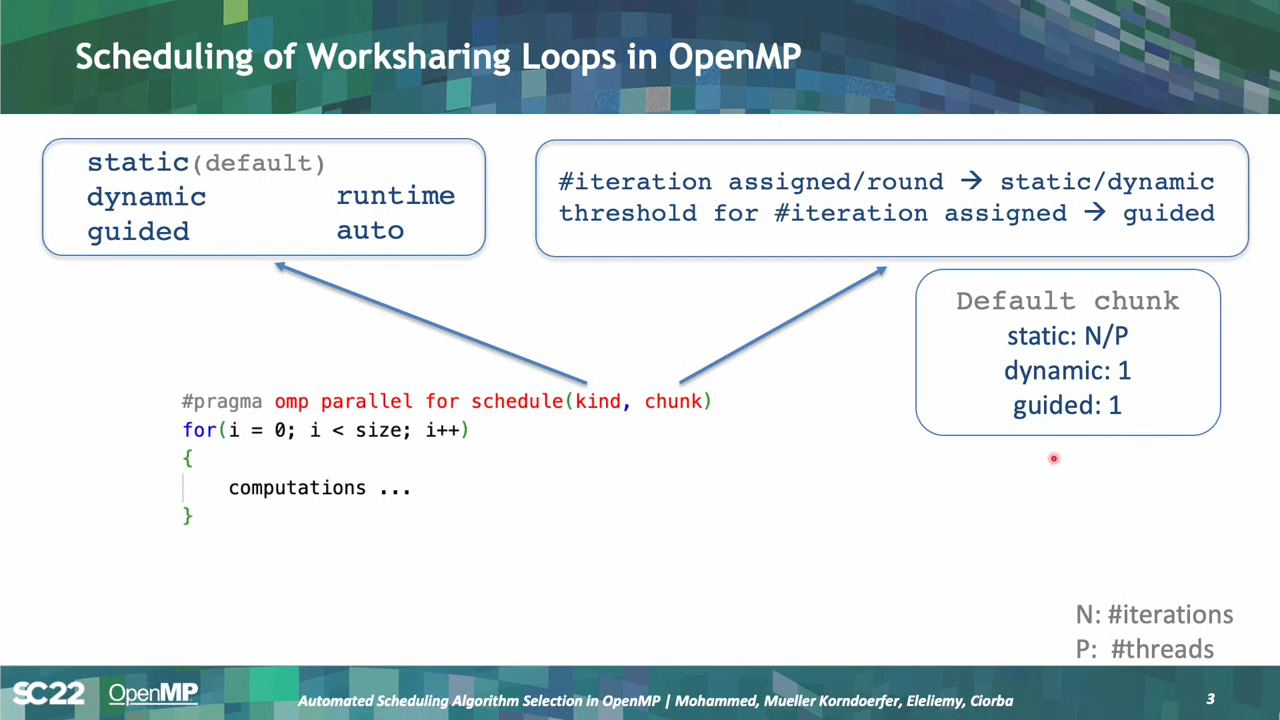 Scheduling of Worksharing Loops in OpenMP
static(default)
dynamic
guided
runtime
auto
#iteration assigned/round → static/dynamic
threshold for #iteration assigned → guided
Default chunk
static: N/P
dynamic: 1
guided: 1
#pragma omp parallel for schedule(kind, chunk)
for(i = 0; i < size; i++)
{
computations ...
}
N: #iterations
P: #threads
SC22
OpenMP
Automated Scheduling Algorithm Selection in OpenMP | Mohammed, Mueller Korndoerfer, Eleliemy, Ciorba
3